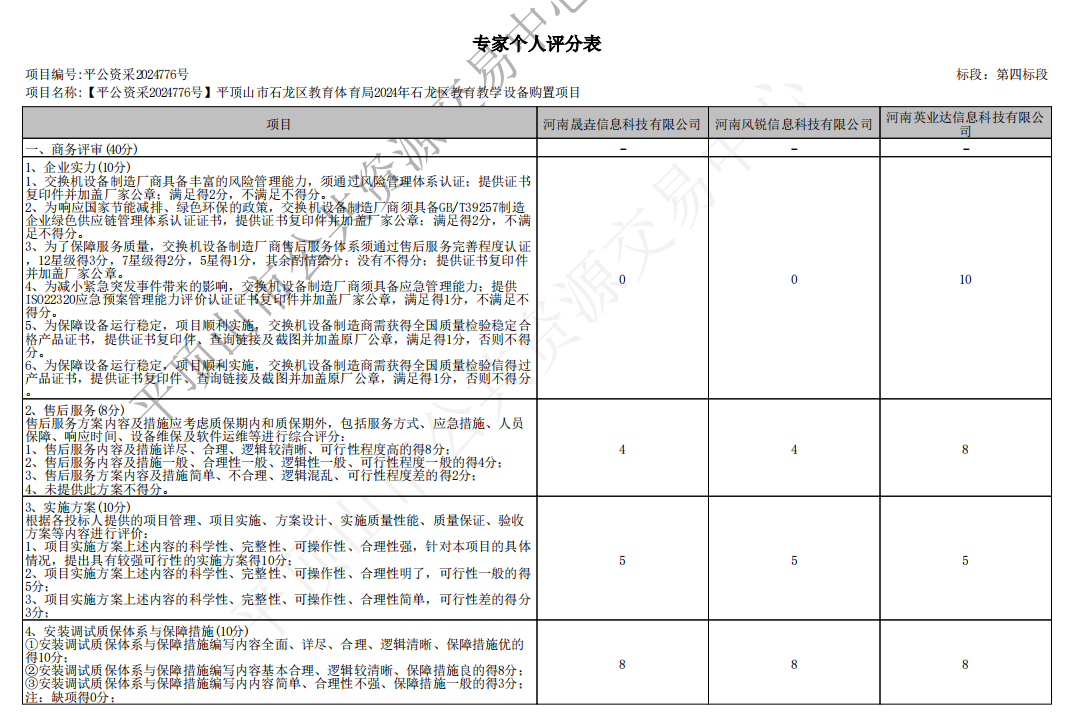 专家个人评分表
项目编号:平公资采2024776号
标段：第四标段
项目名称:【平公资采2024776号】平顶山市石龙区教育体育局2024年石龙区教育教学设备购置项目
项目
河南晟垚信息科技有限公司
河南风锐信息科技有限公司
河南英业达信息科技有限公
司
一、商务评审(40分)
-
-
-
1、企业实力(10分)
1、交换机设备制造厂商具备丰富的风险管理能力，须通过风险管理体系认证；提供证书
复印件并加盖厂家公章；满足得2分，不满足不得分。
2、为响应国家节能减排、绿色环保的政策，交换机设备制造厂商须具备GB/T39257制造
企业绿色供应链管理体系认证证书，提供证书复印件并加盖厂家公章；满足得2分，不满
足不得分。
3、为了保障服务质量，交换机设备制造厂商售后服务体系须通过售后服务完善程度认证
，12星级得3分，7星级得2分，5星得1分，其余酌情给分；没有不得分；提供证书复印件
并加盖厂家公章。
4、为减小紧急突发事件带来的影响，交换机设备制造厂商须具备应急管理能力；提供
ISO22320应急预案管理能力评价认证证书复印件并加盖厂家公章，满足得1分，不满足不
得分。
5、为保障设备运行稳定，项目顺利实施，交换机设备制造商需获得全国质量检验稳定合
格产品证书，提供证书复印件、查询链接及截图并加盖原厂公章，满足得1分，否则不得
分。
6、为保障设备运行稳定，项目顺利实施，交换机设备制造商需获得全国质量检验信得过
产品证书，提供证书复印件、查询链接及截图并加盖原厂公章，满足得1分，否则不得分
。
0
0
10
2、售后服务(8分)
售后服务方案内容及措施应考虑质保期内和质保期外，包括服务方式、应急措施、人员
保障、响应时间、设备维保及软件运维等进行综合评分：
1、售后服务内容及措施详尽、合理、逻辑较清晰、可行性程度高的得8分；
2、售后服务内容及措施一般、合理性一般、逻辑性一般、可行性程度一般的得4分；
3、售后服务方案内容及措施简单、不合理、逻辑混乱、可行性程度差的得2分；
4、未提供此方案不得分。
4
4
8
3、实施方案(10分)
根据各投标人提供的项目管理、项目实施、方案设计、实施质量性能、质量保证、验收
方案等内容进行评价：
1、项目实施方案上述内容的科学性、完整性、可操作性、合理性强，针对本项目的具体
情况，提出具有较强可行性的实施方案得10分；
2、项目实施方案上述内容的科学性、完整性、可操作性、合理性明了，可行性一般的得
5分；
3、项目实施方案上述内容的科学性、完整性、可操作性、合理性简单，可行性差的得分
3分；
5
5
5
4、安装调试质保体系与保障措施(10分)
①安装调试质保体系与保障措施编写内容全面、详尽、合理、逻辑清晰、保障措施优的
得10分；
②安装调试质保体系与保障措施编写内容基本合理、逻辑较清晰、保障措施良的得8分；
③安装调试质保体系与保障措施编写内内容简单、合理性不强、保障措施一般的得3分；
注：缺项得0分；
8
8
8
平顶山市公共资源交易中心
平顶山市公共资源交易中心